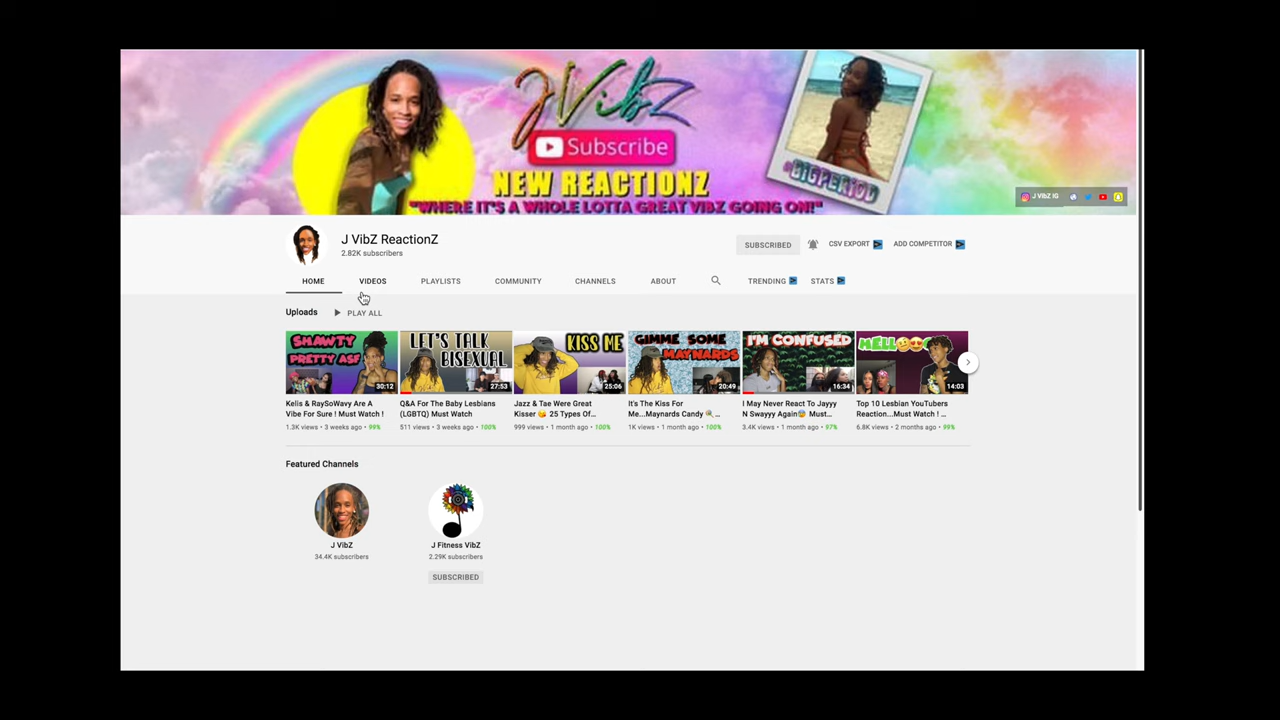 JVibZ
Subscribe
NEW REACTIONZ
"WHERE IT'S A WHOLE LOTTA GREAT VIBZ GOING ON!"
#BIGPERIOD
J VibZ IG
J VibZ ReactionZ
2.82K subscribers
SUBSCRIBED
CSV EXPORT
ADD COMPETITOR
HOME
VIDEOS
PLAYLISTS
COMMUNITY
CHANNELS
ABOUT
TRENDING
STATS
Uploads
PLAY ALL
SHAWTY
PRETTY ASF
30:12
LET'S TALK
BISEXUAL
27:53
KISS ME
25:06
GIMME SOME
MAYNARDS
20:49
I'M CONFUSED
16:34
HELLO
14:03
Kelis & RaySoWavy Are A
Vibe For Sure ! Must Watch !
1.3K views • 3 weeks ago • 99%
Q&A For The Baby Lesbians
(LGBTQ) Must Watch
511 views • 3 weeks ago • 100%
Jazz & Tae Were Great
Kisser 😘 25 Types Of...
999 views • 1 month ago • 100%
It's The Kiss For
Me...Maynards Candy 🍭...
1K views • 1 month ago • 100%
I May Never React To Jayyy
N Swayyy Again😰 Must...
3.4K views • 1 month ago • 97%
Top 10 Lesbian YouTubers
Reaction...Must Watch ! ...
6.8K views • 2 months ago • 99%
Featured Channels
J VibZ
34.4K subscribers
J Fitness VibZ
2.29K subscribers
SUBSCRIBED